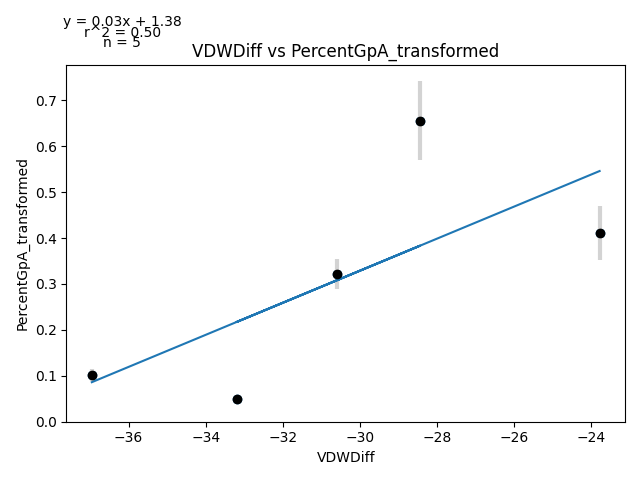 y = 0.03x + 1.38
r^2 = 0.50
n = 5
VDWDiff vs PercentGpA_transformed
0.7
0.6
0.5
0.4
0.3
0.2
0.1
0.0
PercentGpA_transformed
−36 −34 −32 −30 −28 −26 −24
VDWDiff